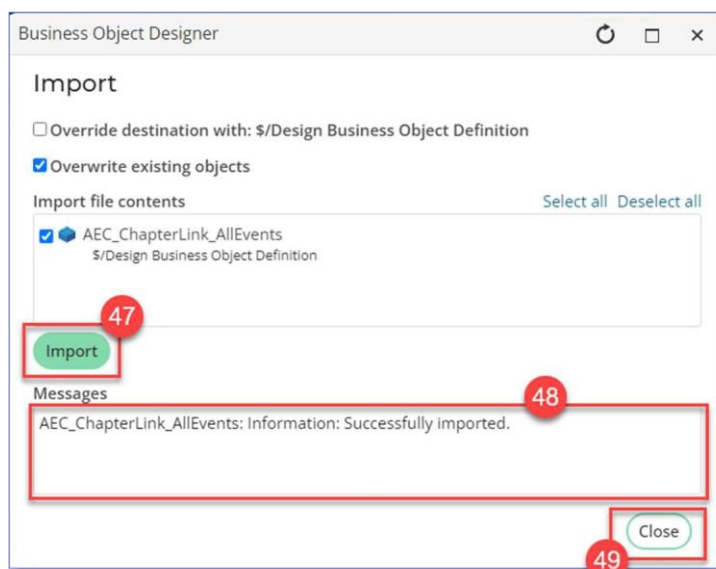 Business Object Designer
Import
Override destination with: $/Design Business Object Definition
Overwrite existing objects
Import file contents
Select all Deselect all
AEC_ChapterLink_AllEvents
$/Design Business Object Definition
47
Import
Messages
48
AEC_ChapterLink_AllEvents: Information: Successfully imported.
Close
49